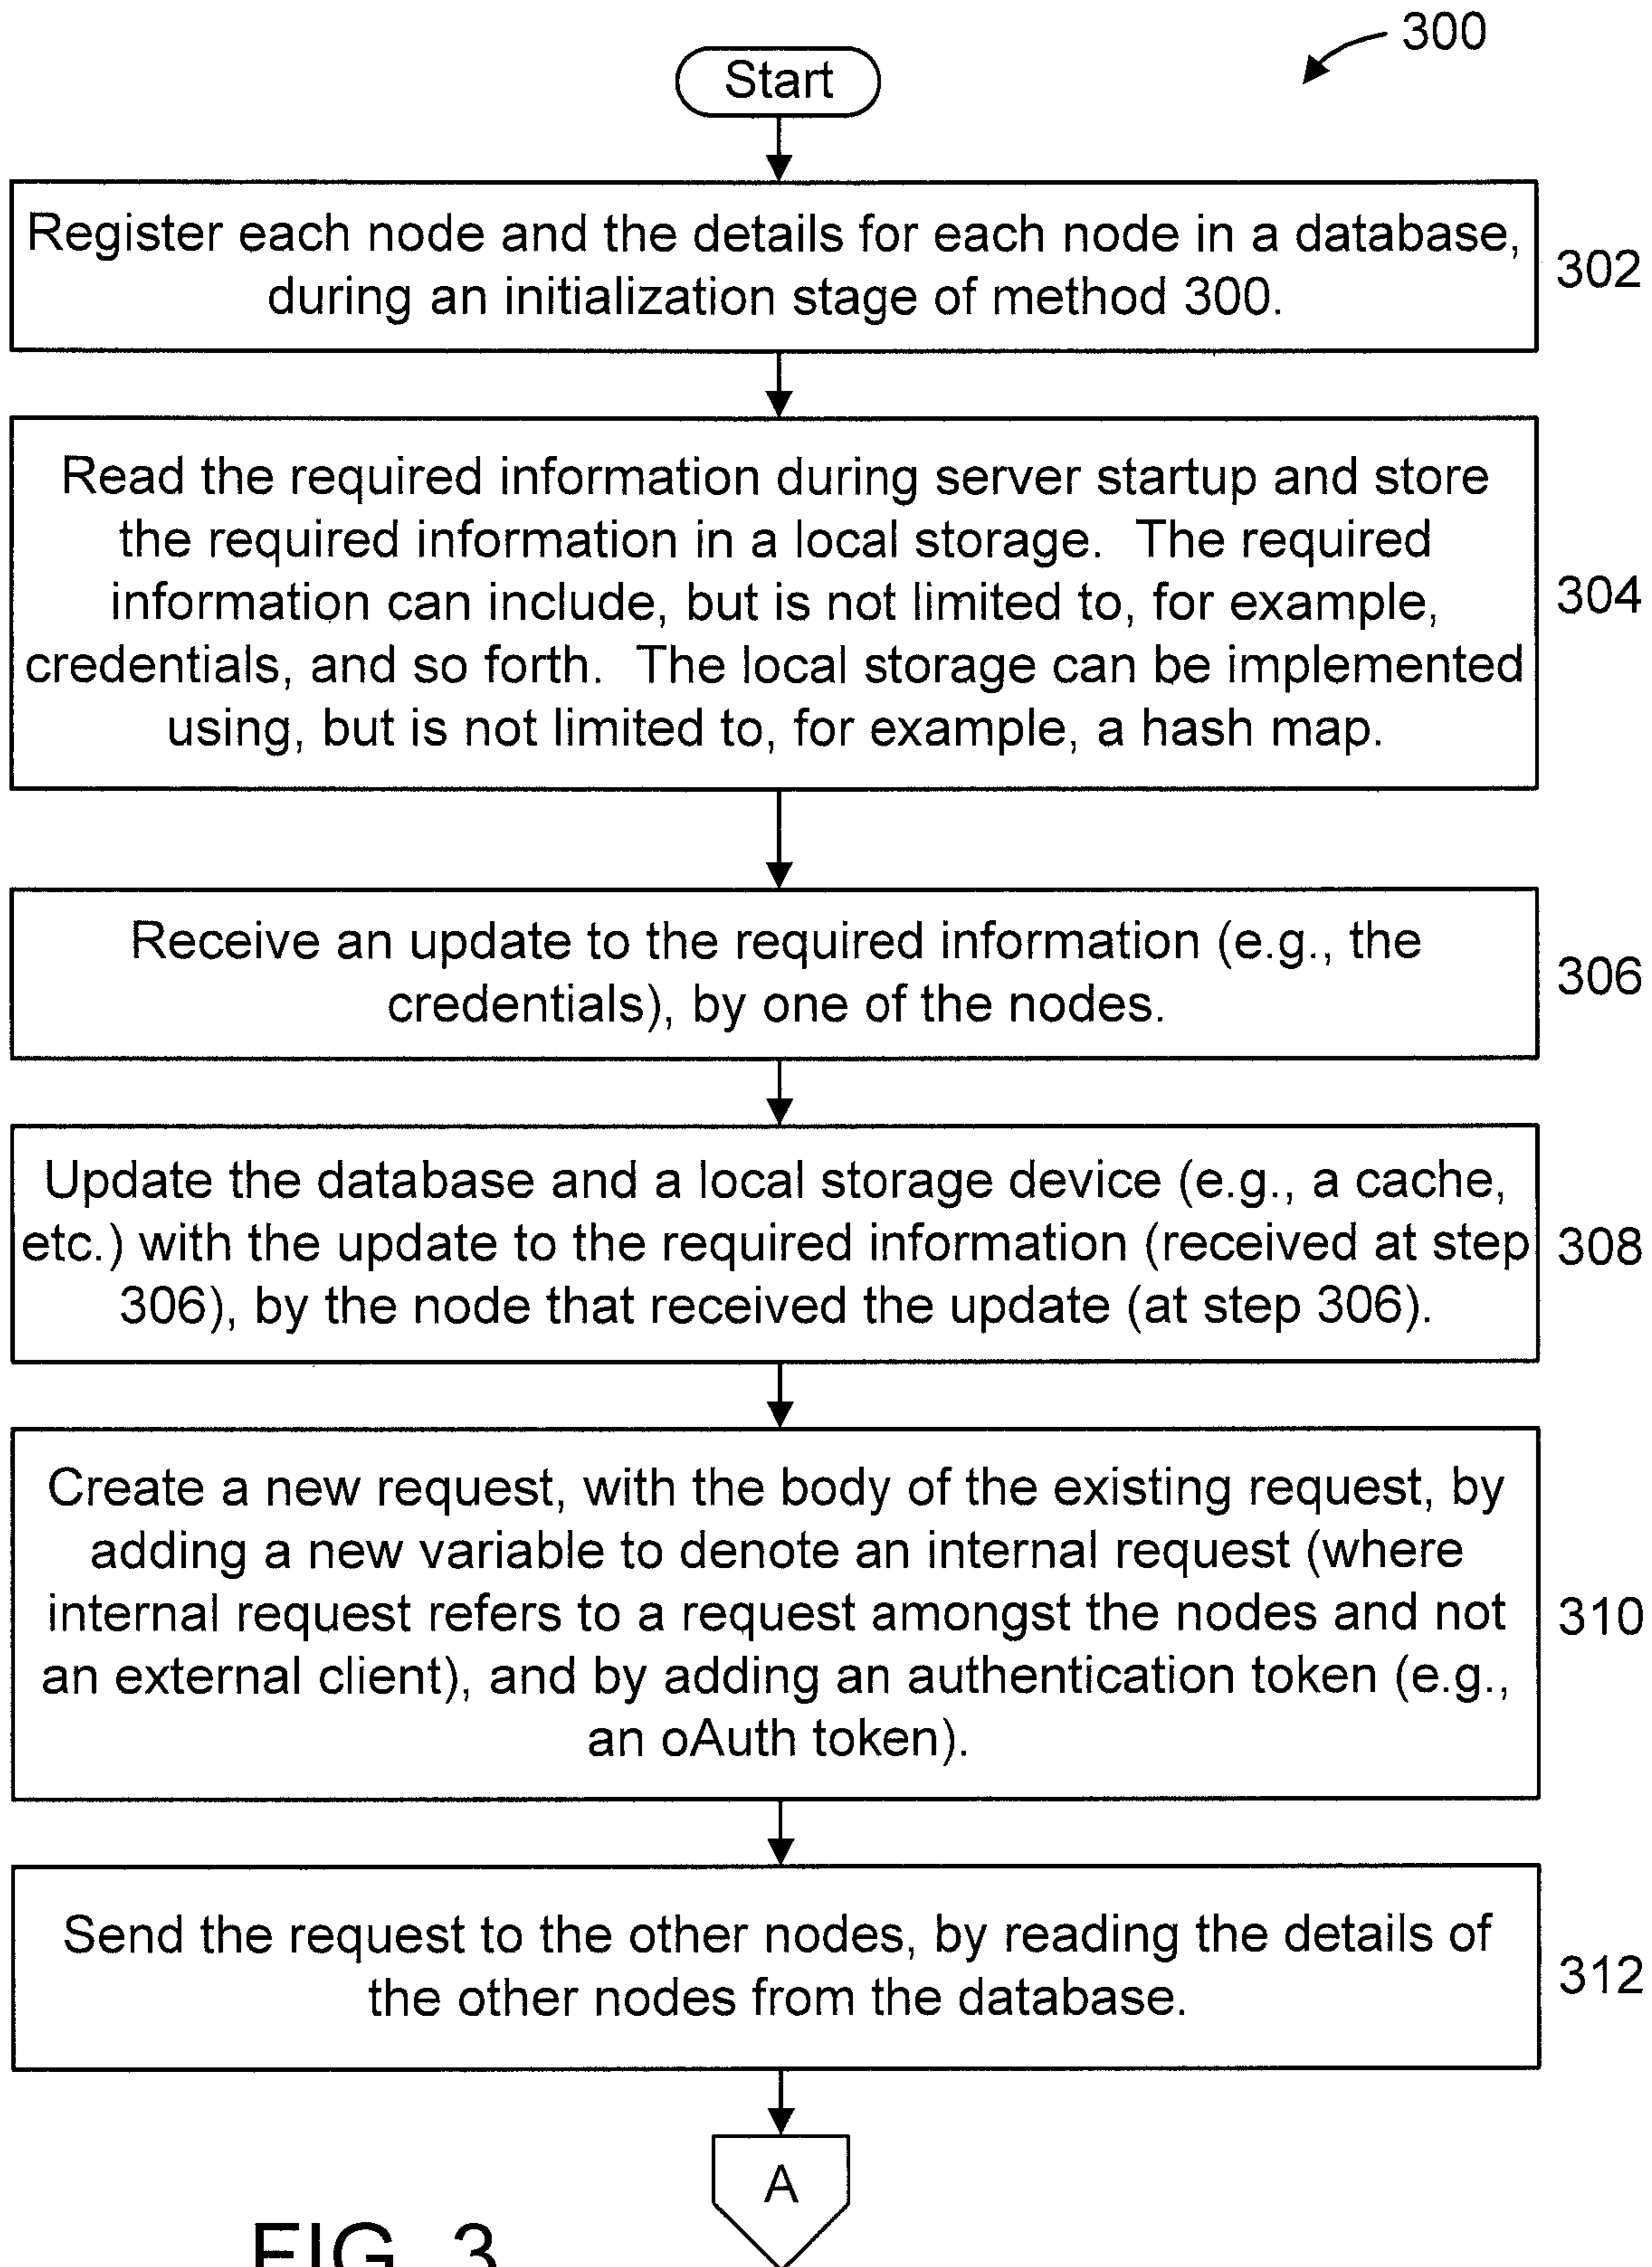 300
Start
Register each node and the details for each node in a database,
during an initialization stage of method 300.
302
Read the required information during server startup and store
the required information in a local storage. The required
information can include, but is not limited to, for example,
credentials, and so forth. The local storage can be implemented
using, but is not limited to, for example, a hash map.
304
Receive an update to the required information (e.g., the
credentials), by one of the nodes.
306
Update the database and a local storage device (e.g., a cache,
etc.) with the update to the required information (received at step
306), by the node that received the update (at step 306).
308
Create a new request, with the body of the existing request, by
adding a new variable to denote an internal request (where
internal request refers to a request amongst the nodes and not
an external client), and by adding an authentication token (e.g.,
an oAuth token).
310
Send the request to the other nodes, by reading the details of
the other nodes from the database.
312
A
FIG. 3